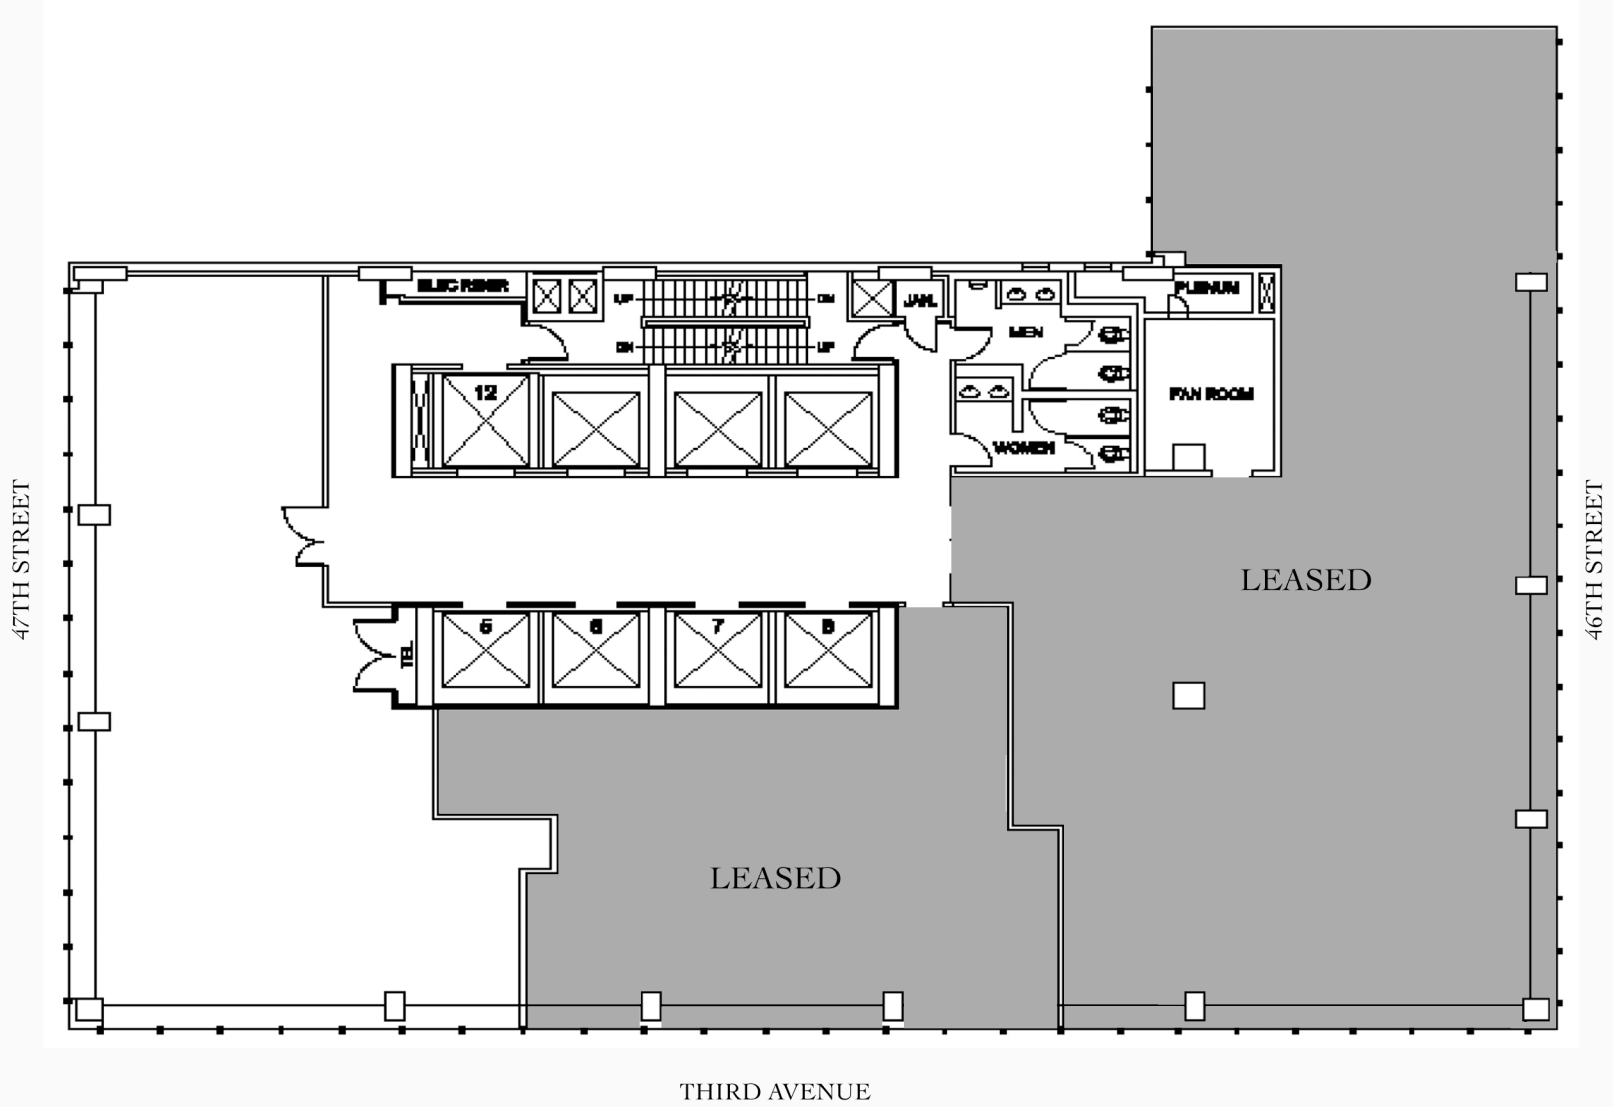 ELEC RISER
UP
DN
JAN.
PLENUM
MEN
DN
UP
12
FAN ROOM
WOMEN
47TH STREET
46TH STREET
LEASED
5
6
7
8
TEL
LEASED
THIRD AVENUE